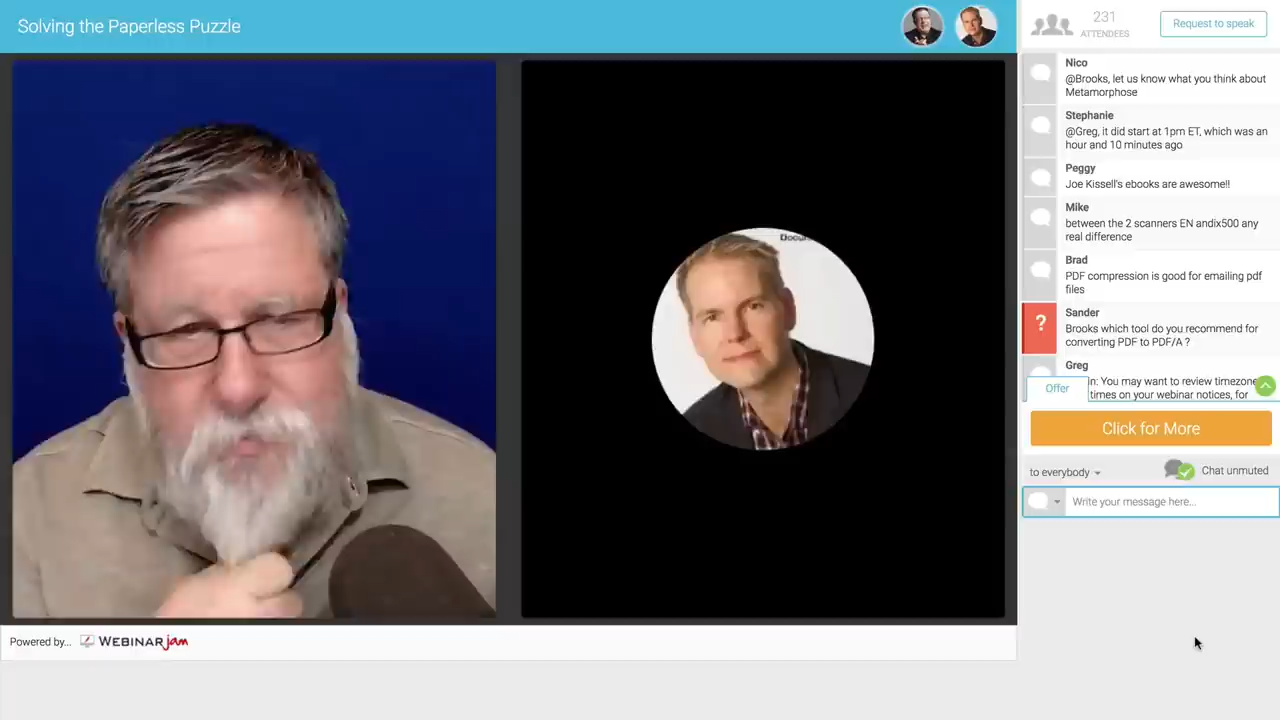 Solving the Paperless Puzzle
231
ATTENDEES
Request to speak
Nico
@Brooks, let us know what you think about
Metamorphose
Stephanie
@Greg, it did start at 1pm ET, which was an
hour and 10 minutes ago
Peggy
Joe Kissell's ebooks are awesome!!
Mike
between the 2 scanners EN andix500 any
real difference
Brad
PDF compression is good for emailing pdf
files
?
Sander
Brooks which tool do you recommend for
converting PDF to PDF/A ?
Greg
n: You may want to review timezone
times on your webinar notices, for
Offer
Click for More
to everybody
Chat unmuted
Write your message here...
Powered by...
WEBINARjam